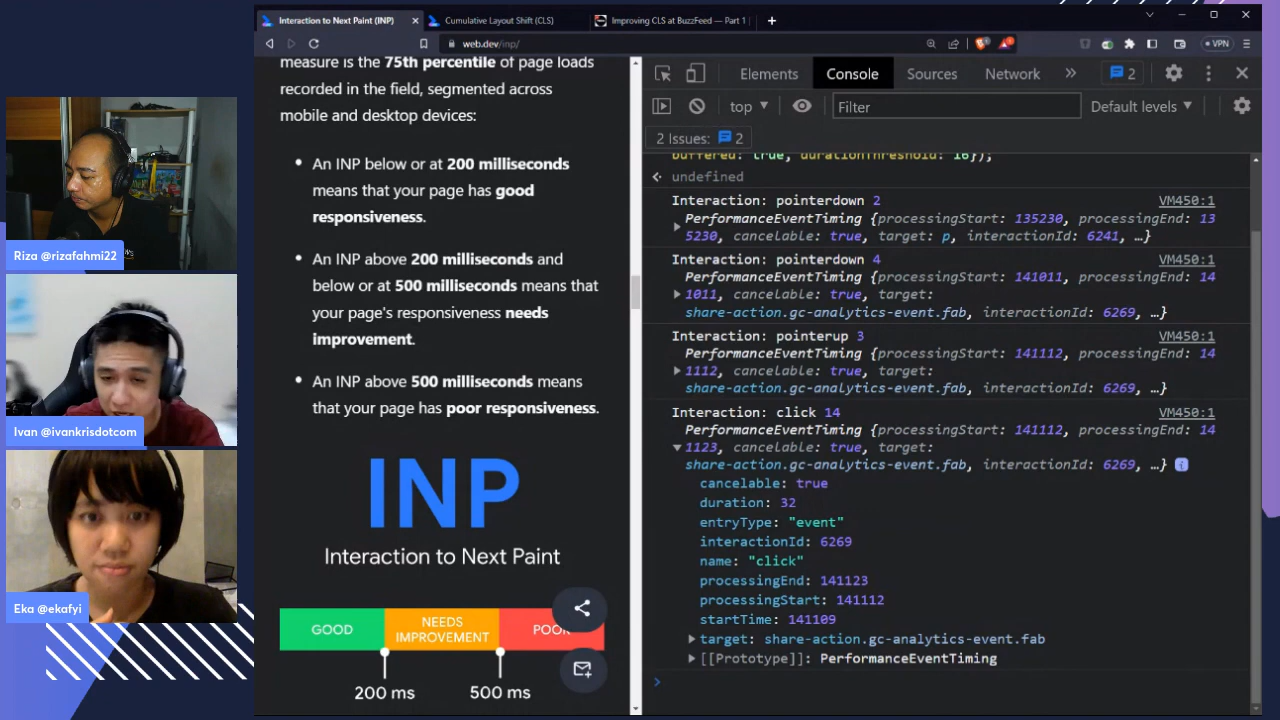 Interaction to Next Paint (INP)
Cumulative Layout Shift (CLS)
Improving CLS at BuzzFeed — Part 1
web.dev/inp/
VPN
measure is the 75th percentile of page loads
recorded in the field, segmented across
mobile and desktop devices:
An INP below or at 200 milliseconds
means that your page has good
responsiveness.
An INP above 200 milliseconds and
below or at 500 milliseconds means that
your page's responsiveness needs
improvement.
An INP above 500 milliseconds means
that your page has poor responsiveness.
INP
Interaction to Next Paint
GOOD
NEEDS
IMPROVEMENT
POOR
200 ms
500 ms
Elements
Console
Sources
Network
2
top
Filter
Default levels
2 Issues: 2
buffered: true, durationThreshold: 16});
undefined
Interaction: pointerdown 2 VM450:1
PerformanceEventTiming {processingStart: 135230, processingEnd: 13
5230, cancelable: true, target: p, interactionId: 6241, …}
Interaction: pointerdown 4 VM450:1
PerformanceEventTiming {processingStart: 141011, processingEnd: 14
1011, cancelable: true, target:
share-action.gc-analytics-event.fab, interactionId: 6269, …}
Interaction: pointerup 3 VM450:1
PerformanceEventTiming {processingStart: 141112, processingEnd: 14
1112, cancelable: true, target:
share-action.gc-analytics-event.fab, interactionId: 6269, …}
Interaction: click 14 VM450:1
PerformanceEventTiming {processingStart: 141112, processingEnd: 14
1123, cancelable: true, target:
share-action.gc-analytics-event.fab, interactionId: 6269, …}
cancelable: true
duration: 32
entryType: "event"
interactionId: 6269
name: "click"
processingEnd: 141123
processingStart: 141112
startTime: 141109
target: share-action.gc-analytics-event.fab
[[Prototype]]: PerformanceEventTiming
Riza @rizafahmi22
Ivan @ivankrisdotcom
Eka @ekafyi